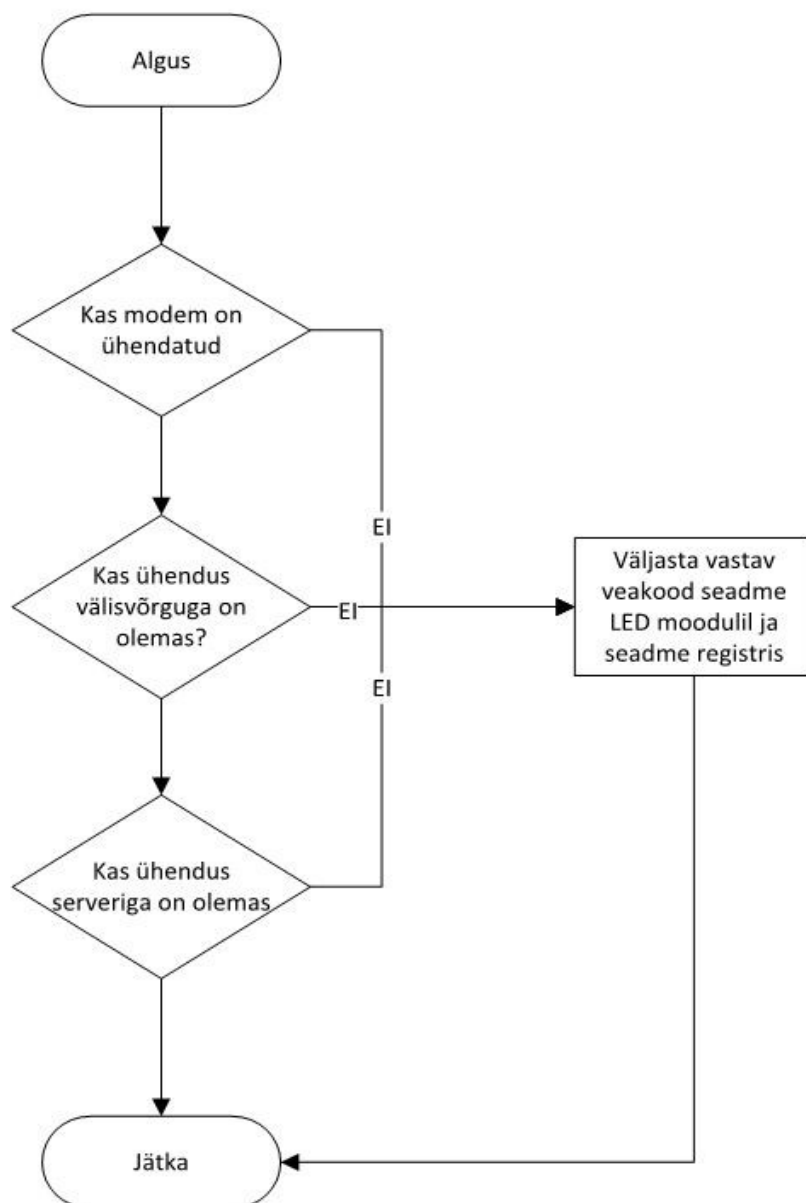 Algus
Kas modem on
ühendatud
EI
Kas ühendus
välisvõrguga on
olemas?
EI
Väljasta vastav
veakood seadme
LED moodulil ja
seadme registris
EI
Kas ühendus
serveriga on olemas
Jätka